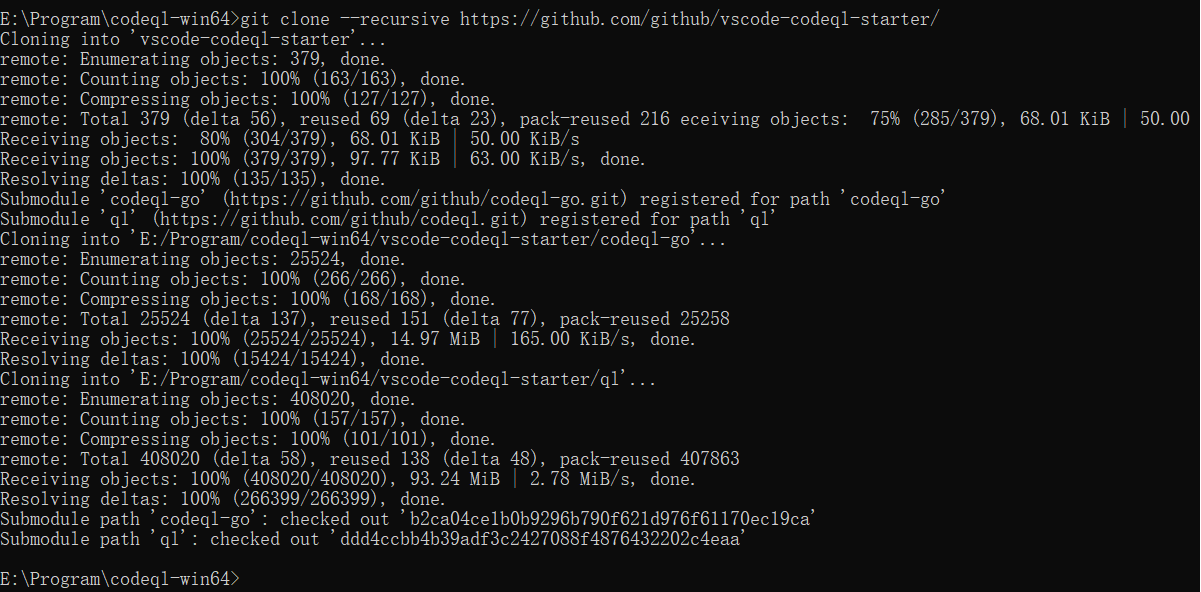 E:\Program\codeql-win64>git clone --recursive https://github.com/github/vscode-codeql-starter/
Cloning into 'vscode-codeql-starter'...
remote: Enumerating objects: 379, done.
remote: Counting objects: 100% (163/163), done.
remote: Compressing objects: 100% (127/127), done.
remote: Total 379 (delta 56), reused 69 (delta 23), pack-reused 216 eceiving objects:  75% (285/379), 68.01 KiB | 50.00
Receiving objects:  80% (304/379), 68.01 KiB | 50.00 KiB/s
Receiving objects: 100% (379/379), 97.77 KiB | 63.00 KiB/s, done.
Resolving deltas: 100% (135/135), done.
Submodule 'codeql-go' (https://github.com/github/codeql-go.git) registered for path 'codeql-go'
Submodule 'ql' (https://github.com/github/codeql.git) registered for path 'ql'
Cloning into 'E:/Program/codeql-win64/vscode-codeql-starter/codeql-go'...
remote: Enumerating objects: 25524, done.
remote: Counting objects: 100% (266/266), done.
remote: Compressing objects: 100% (168/168), done.
remote: Total 25524 (delta 137), reused 151 (delta 77), pack-reused 25258
Receiving objects: 100% (25524/25524), 14.97 MiB | 165.00 KiB/s, done.
Resolving deltas: 100% (15424/15424), done.
Cloning into 'E:/Program/codeql-win64/vscode-codeql-starter/ql'...
remote: Enumerating objects: 408020, done.
remote: Counting objects: 100% (157/157), done.
remote: Compressing objects: 100% (101/101), done.
remote: Total 408020 (delta 58), reused 138 (delta 48), pack-reused 407863
Receiving objects: 100% (408020/408020), 93.24 MiB | 2.78 MiB/s, done.
Resolving deltas: 100% (266399/266399), done.
Submodule path 'codeql-go': checked out 'b2ca04ce1b0b9296b790f621d976f61170ec19ca'
Submodule path 'ql': checked out 'ddd4ccbb4b39adf3c2427088f4876432202c4eaa'
E:\Program\codeql-win64>